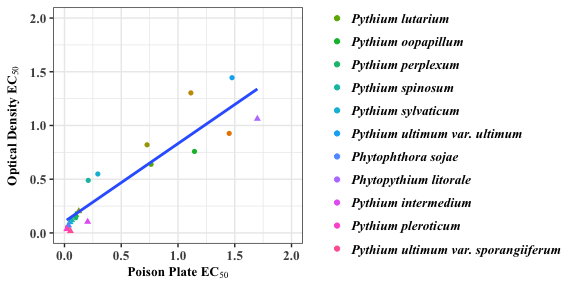 2.0
1.5
1.0
0.5
0.0
Optical Density EC50
0.0 0.5 1.0 1.5 2.0
Poison Plate EC50
Pythium lutarium
Pythium oopapillum
Pythium perplexum
Pythium spinosum
Pythium sylvaticum
Pythium ultimum var. ultimum
Phytophthora sojae
Phytopythium litorale
Pythium intermedium
Pythium pleroticum
Pythium ultimum var. sporangiiferum